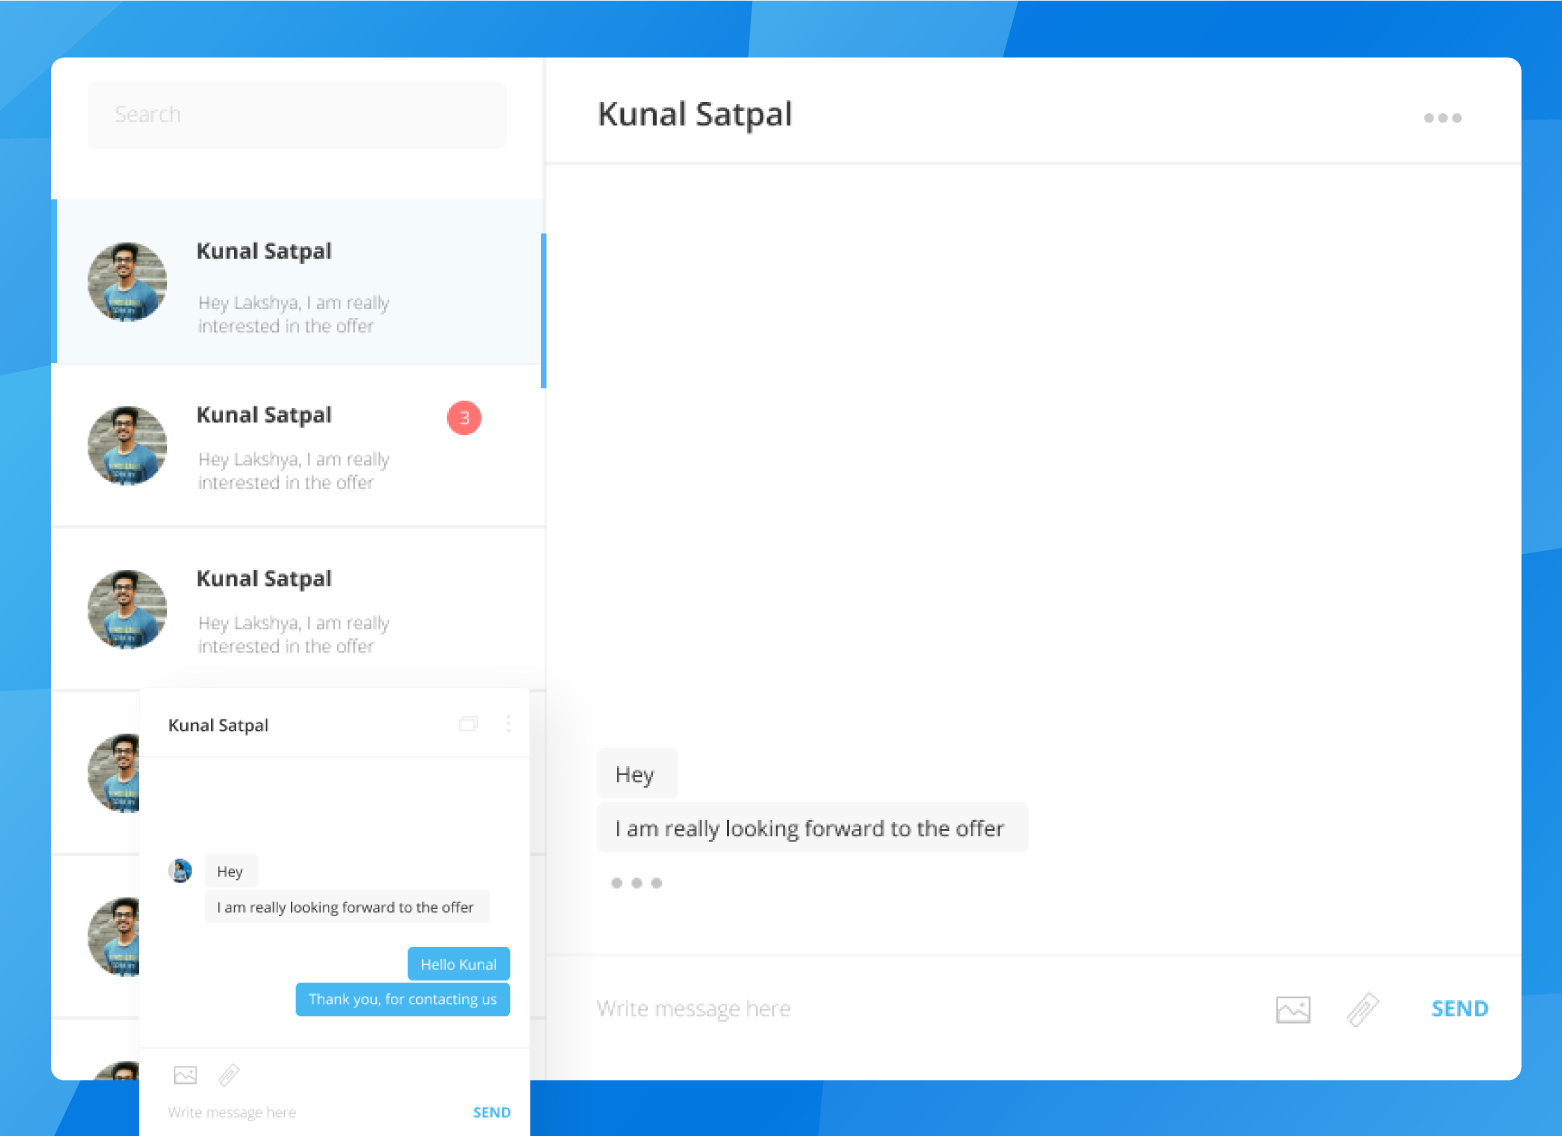 Search
Kunal Satpal
Hey Lakshya, I am really
interested in the offer
Kunal Satpal
3
Hey Lakshya, I am really
interested in the offer
Kunal Satpal
Hey Lakshya, I am really
interested in the offer
Kunal Satpal
Hey
I am really looking forward to the offer
Hello Kunal
Thank you, for contacting us
Write message here
SEND
Kunal Satpal
Hey
I am really looking forward to the offer
Write message here
SEND